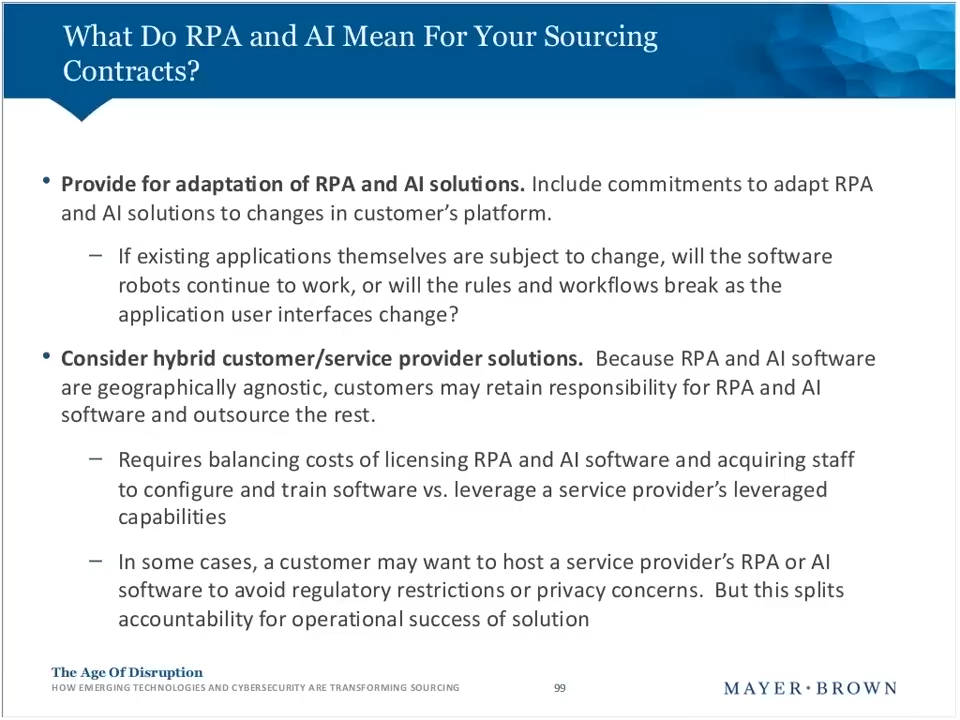 What Do RPA and AI Mean For Your Sourcing
Contracts?
• Provide for adaptation of RPA and AI solutions. Include commitments to adapt RPA
and AI solutions to changes in customer’s platform.
– If existing applications themselves are subject to change, will the software
robots continue to work, or will the rules and workflows break as the
application user interfaces change?
• Consider hybrid customer/service provider solutions.  Because RPA and AI software
are geographically agnostic, customers may retain responsibility for RPA and AI
software and outsource the rest.
– Requires balancing costs of licensing RPA and AI software and acquiring staff
to configure and train software vs. leverage a service provider’s leveraged
capabilities
– In some cases, a customer may want to host a service provider’s RPA or AI
software to avoid regulatory restrictions or privacy concerns.  But this splits
accountability for operational success of solution
The Age Of Disruption
HOW EMERGING TECHNOLOGIES AND CYBERSECURITY ARE TRANSFORMING SOURCING
99
MAYER·BROWN